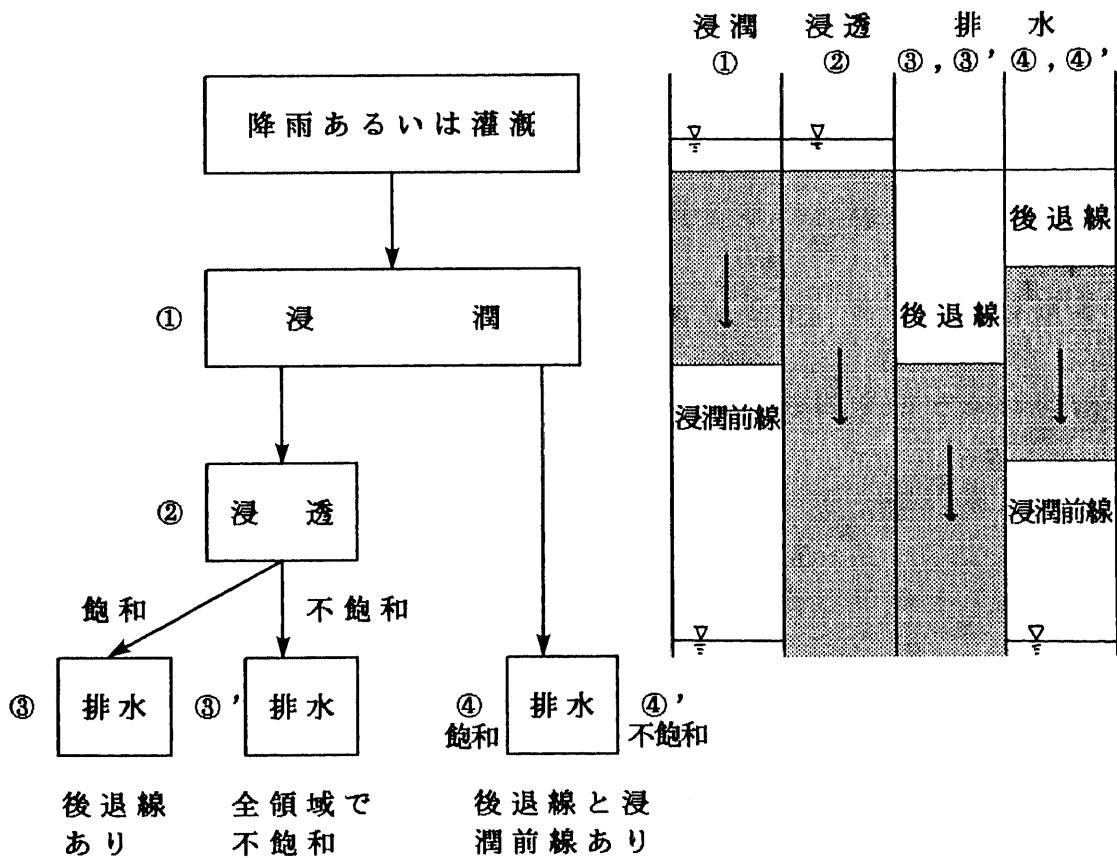 降雨あるいは灌漑
① 浸潤
② 浸透
飽和 不飽和
③ 排水 ③' 排水 ④ 飽和 排水 ④' 不飽和
後退線
あり
全領域で
不飽和
後退線と浸
潤前線あり
浸潤 浸透 排水
① ② ③,③' ④,④'
後退線
後退線
浸潤前線
浸潤前線